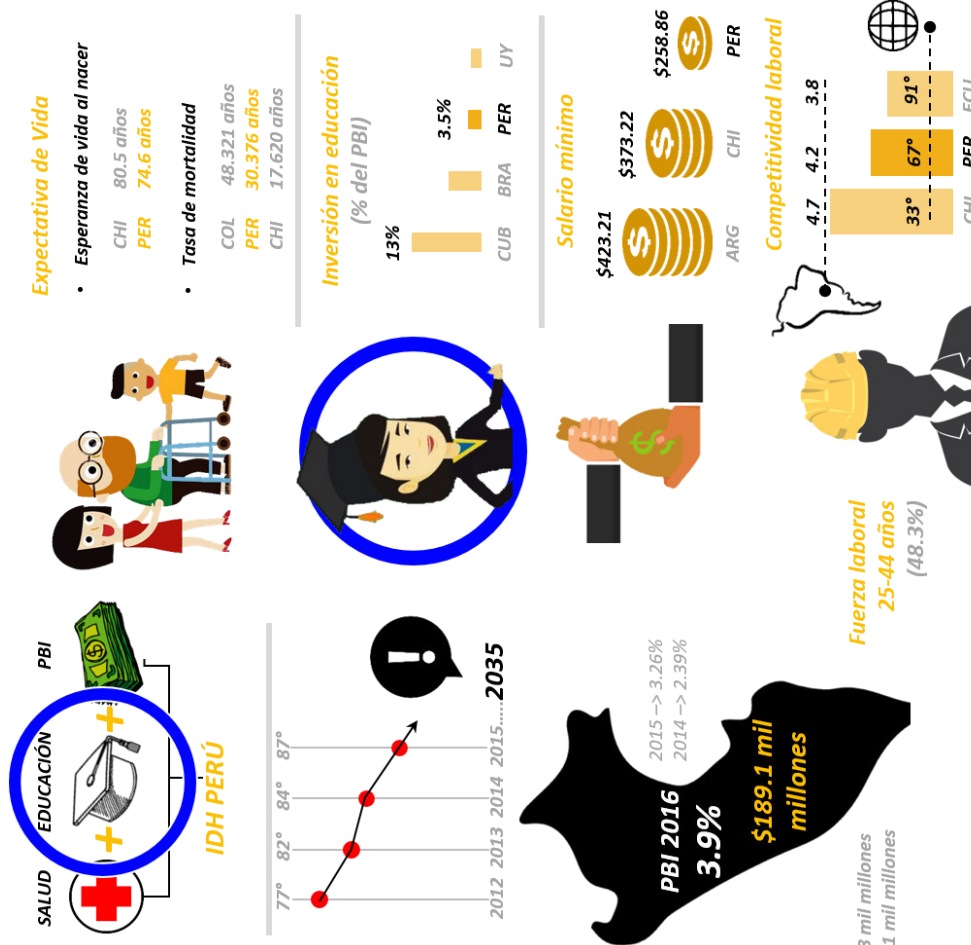 SALUD
EDUCACIÓN
PBI
+
+
IDH PERÚ
77°
82°
84°
87°
2012
2013
2014
2015.....2035
PBI 2016
3.9%
2015 –> 3.26%
2014 –> 2.39%
$189.1 mil
millones
mil millones
mil millones
Expectativa de Vida
• Esperanza de vida al nacer
CHI 80.5 años
PER 74.6 años
• Tasa de mortalidad
COL 48.321 años
PER 30.376 años
CHI 17.620 años
Inversión en educación
(% del PBI)
13%
3.5%
CUB
BRA
PER
UY
Salario mínimo
$423.21
$373.22
$258.86
ARG
CHI
PER
Fuerza laboral
25-44 años
(48.3%)
Competitividad laboral
4.7
4.2
3.8
33°
67°
91°
CHI
PER
ECU